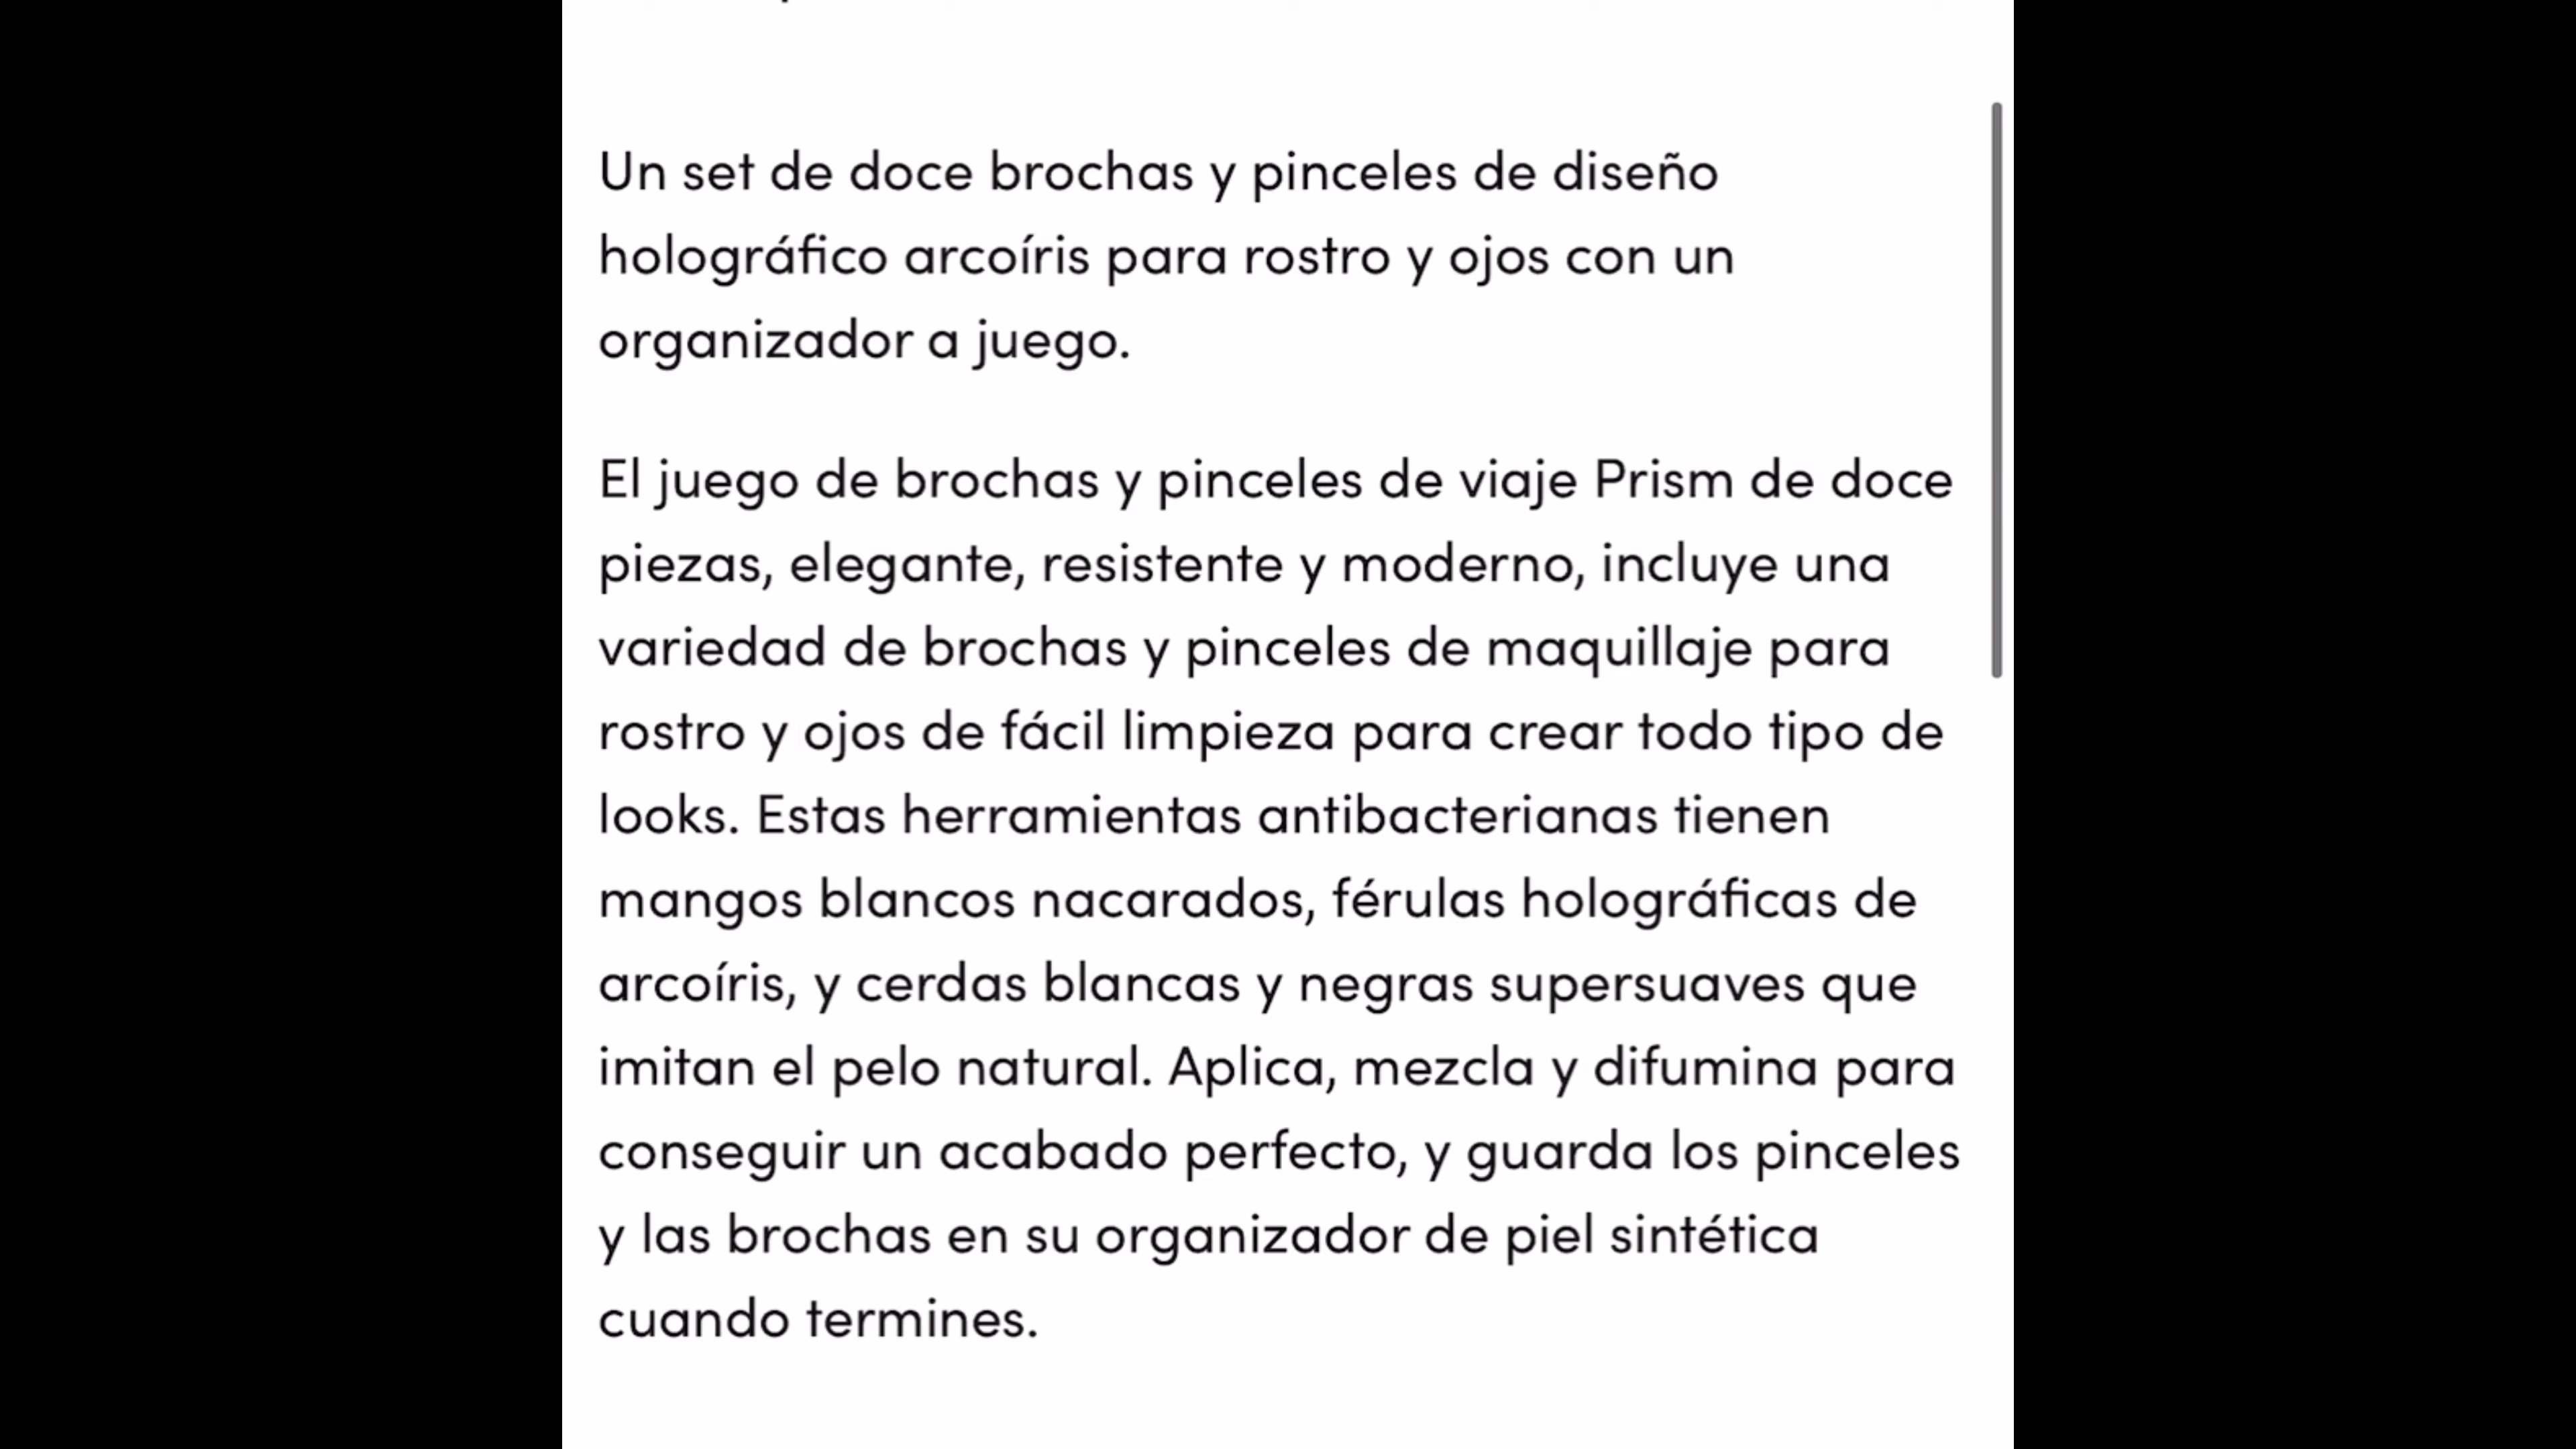 Un set de doce brochas y pinceles de diseño
holográfico arcoíris para rostro y ojos con un
organizador a juego.
El juego de brochas y pinceles de viaje Prism de doce
piezas, elegante, resistente y moderno, incluye una
variedad de brochas y pinceles de maquillaje para
rostro y ojos de fácil limpieza para crear todo tipo de
looks. Estas herramientas antibacterianas tienen
mangos blancos nacarados, férulas holográficas de
arcoíris, y cerdas blancas y negras supersuaves que
imitan el pelo natural. Aplica, mezcla y difumina para
conseguir un acabado perfecto, y guarda los pinceles
y las brochas en su organizador de piel sintética
cuando termines.